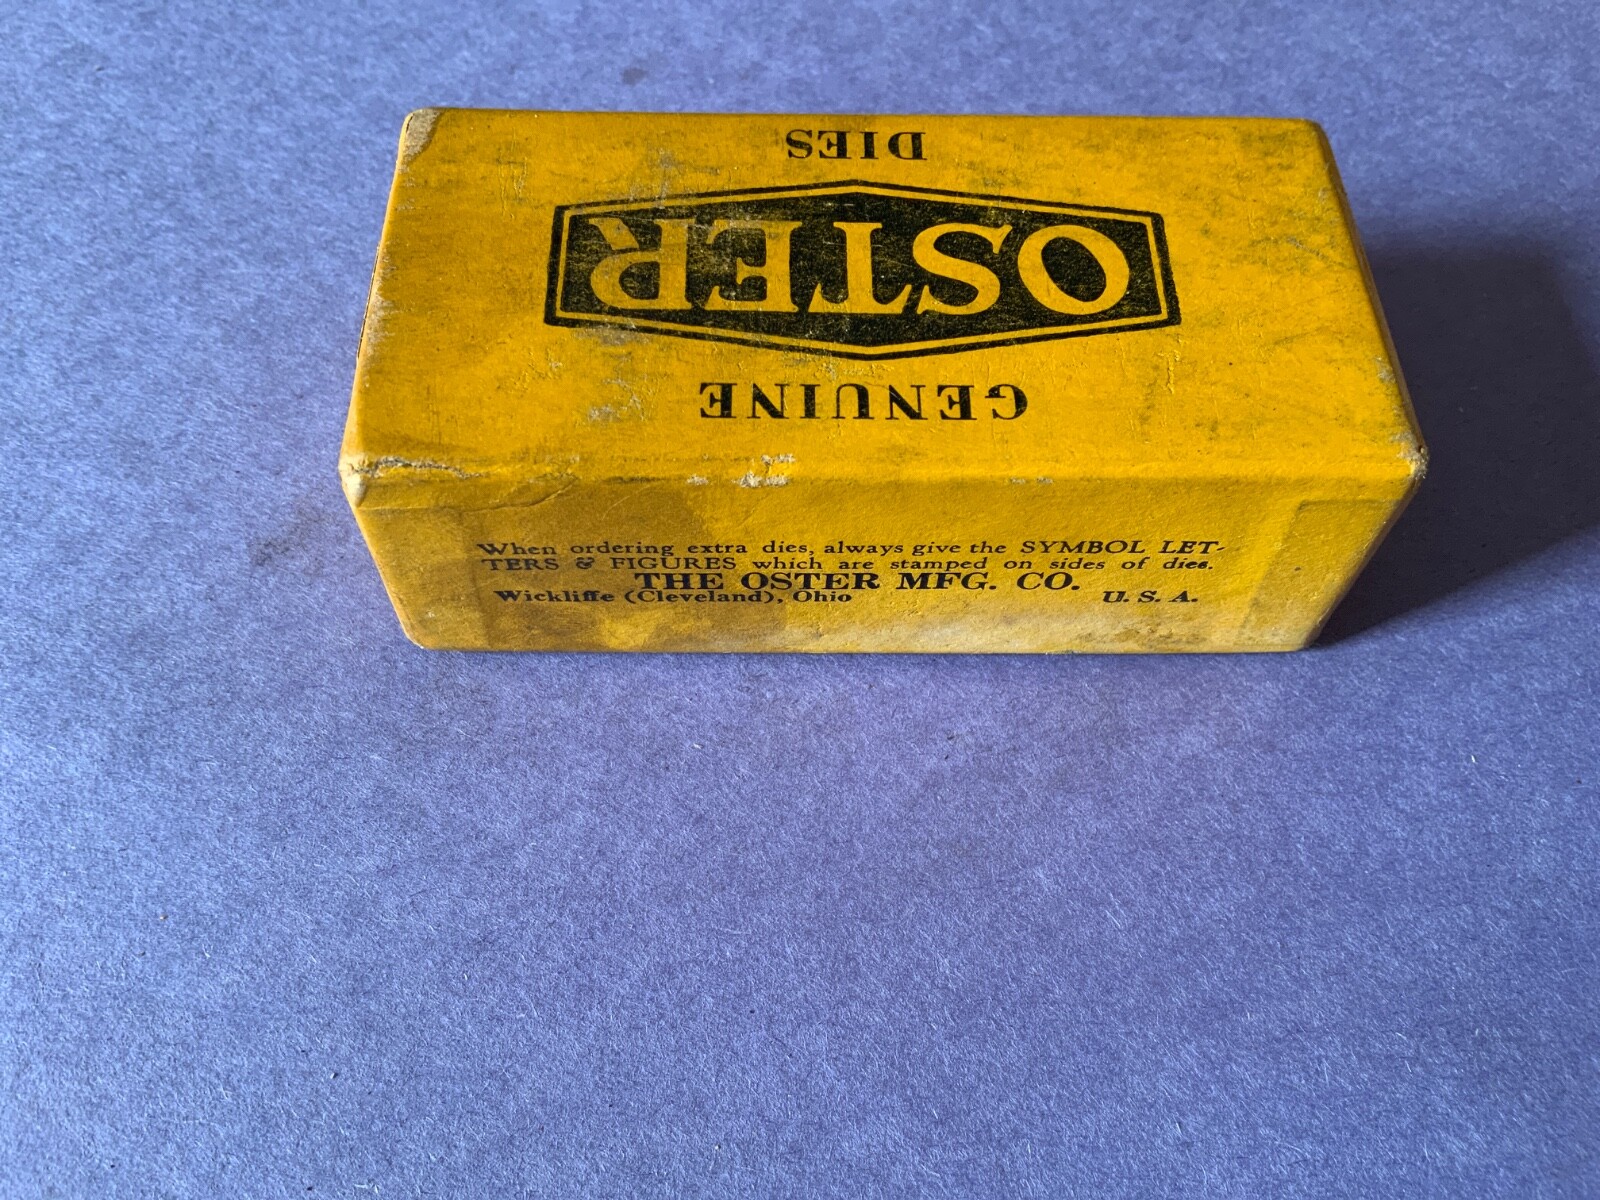 GENUINE
OSTER
DIES
When ordering extra dies, always give the SYMBOL LET-
TERS & FIGURES which are stamped on sides of dies.
THE OSTER MFG. CO.
Wickliffe (Cleveland), Ohio U. S. A.